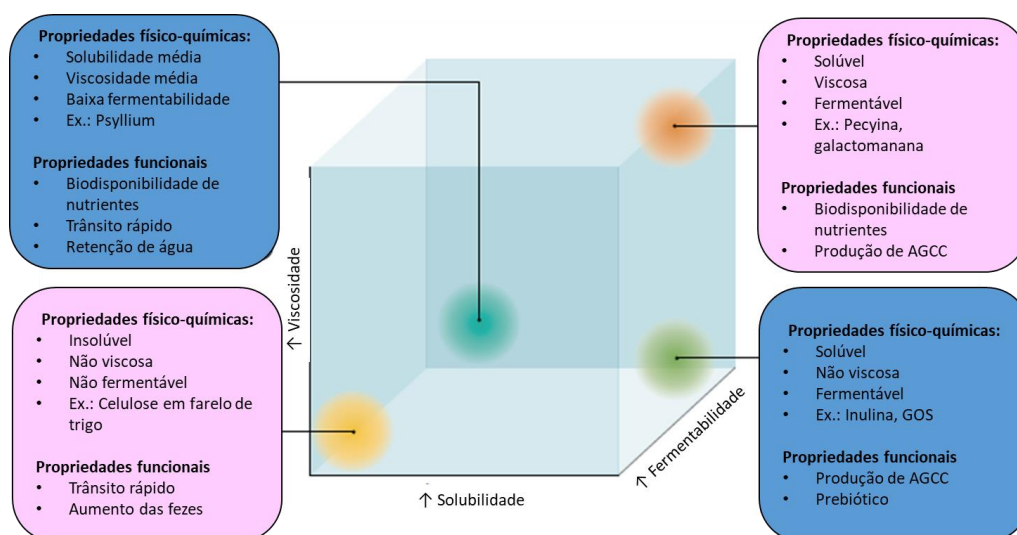 Propriedades físico-químicas:
• Solubilidade média
• Viscosidade média
• Baixa fermentabilidade
• Ex.: Psyllium
Propriedades funcionais
• Biodisponibilidade de
nutrientes
• Trânsito rápido
• Retenção de água
Propriedades físico-químicas:
• Solúvel
• Viscosa
• Fermentável
• Ex.: Pecyina,
galactomanana
Propriedades funcionais
• Biodisponibilidade de
nutrientes
• Produção de AGCC
Propriedades físico-químicas:
• Insolúvel
• Não viscosa
• Não fermentável
• Ex.: Celulose em farelo de
trigo
Propriedades funcionais
• Trânsito rápido
• Aumento das fezes
Propriedades físico-químicas:
• Solúvel
• Não viscosa
• Fermentável
• Ex.: Inulina, GOS
Propriedades funcionais
• Produção de AGCC
• Prebiótico
↑ Viscosidade
↑ Solubilidade
↑ Fermentabilidade